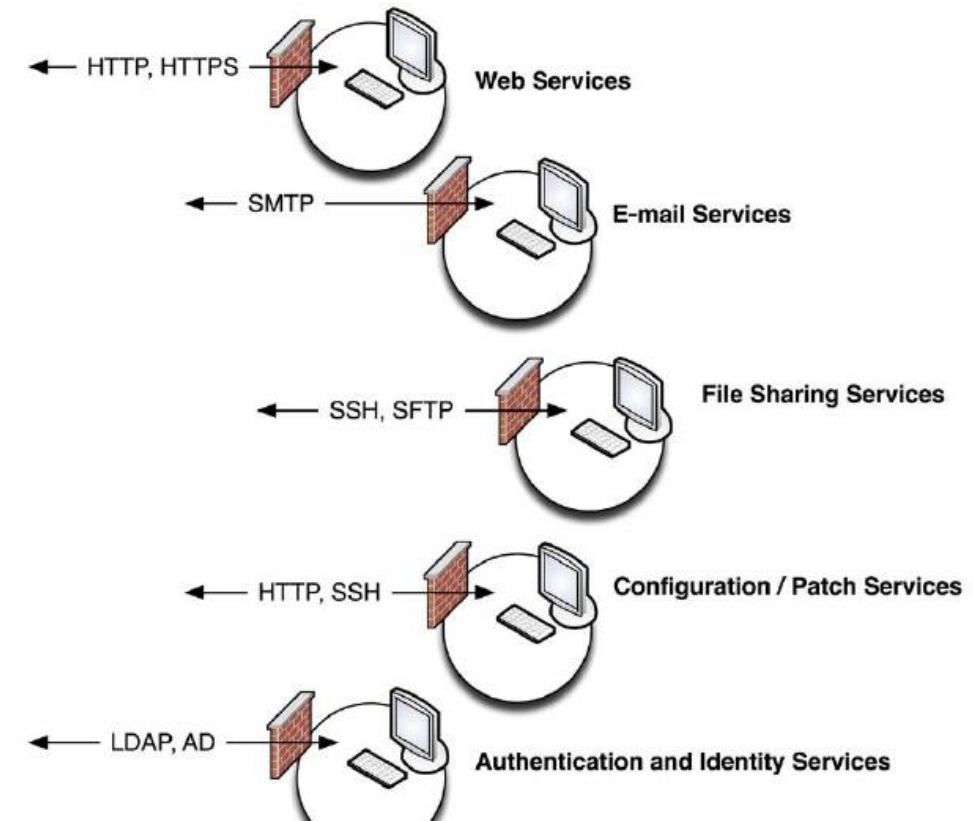 HTTP, HTTPS
Web Services
SMTP
E-mail Services
SSH, SFTP
File Sharing Services
HTTP, SSH
Configuration / Patch Services
LDAP, AD
Authentication and Identity Services